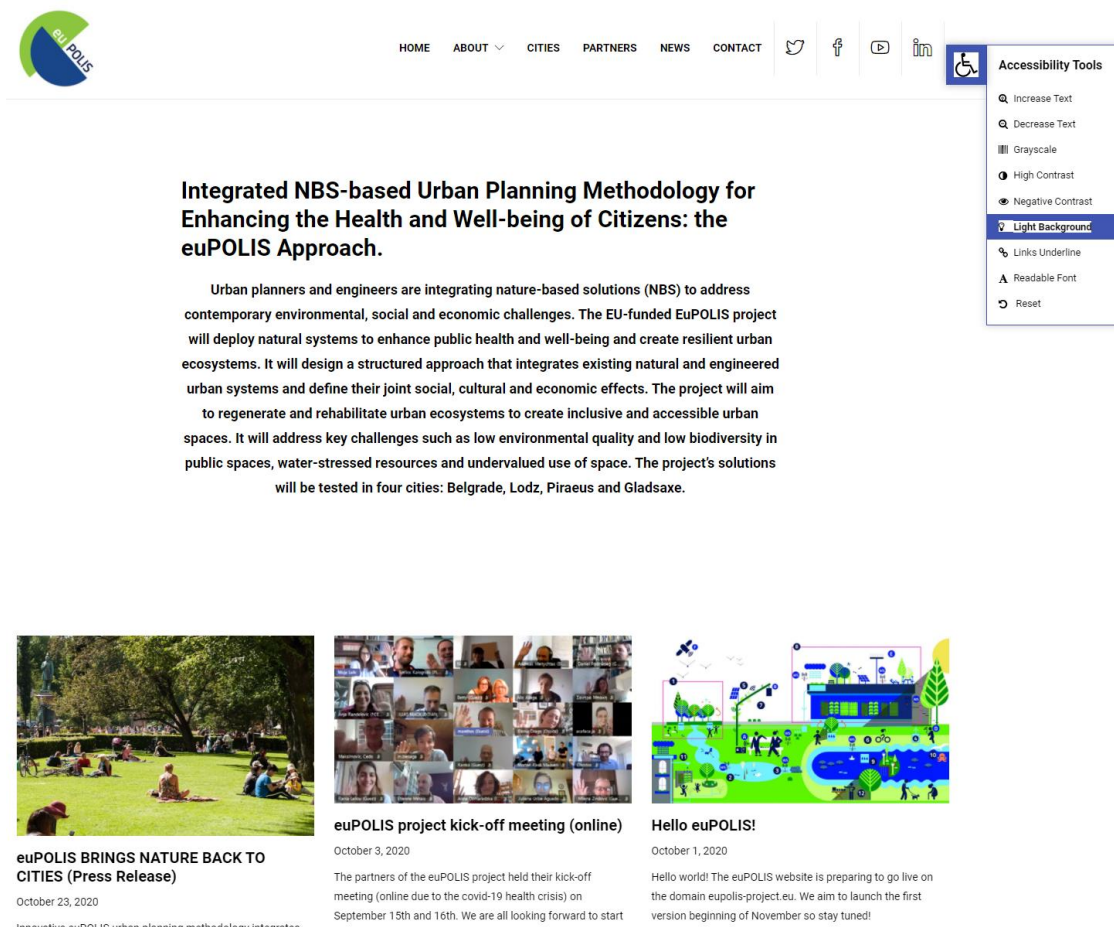 eu POLIS
HOME ABOUT CITIES PARTNERS NEWS CONTACT
Accessibility Tools
Increase Text
Decrease Text
Grayscale
High Contrast
Negative Contrast
Light Background
Links Underline
Readable Font
Reset
Integrated NBS-based Urban Planning Methodology for
Enhancing the Health and Well-being of Citizens: the
euPOLIS Approach.
Urban planners and engineers are integrating nature-based solutions (NBS) to address
contemporary environmental, social and economic challenges. The EU-funded EuPOLIS project
will deploy natural systems to enhance public health and well-being and create resilient urban
ecosystems. It will design a structured approach that integrates existing natural and engineered
urban systems and define their joint social, cultural and economic effects. The project will aim
to regenerate and rehabilitate urban ecosystems to create inclusive and accessible urban
spaces. It will address key challenges such as low environmental quality and low biodiversity in
public spaces, water-stressed resources and undervalued use of space. The project's solutions
will be tested in four cities: Belgrade, Lodz, Piraeus and Gladsaxe.
euPOLIS BRINGS NATURE BACK TO
CITIES (Press Release)
October 23, 2020
Innovative euPOLIS urban planning methodology integrates
euPOLIS project kick-off meeting (online)
October 3, 2020
The partners of the euPOLIS project held their kick-off
meeting (online due to the covid-19 health crisis) on
September 15th and 16th. We are all looking forward to start
Hello euPOLIS!
October 1, 2020
Hello world! The euPOLIS website is preparing to go live on
the domain eupolis-project.eu. We aim to launch the first
version beginning of November so stay tuned!